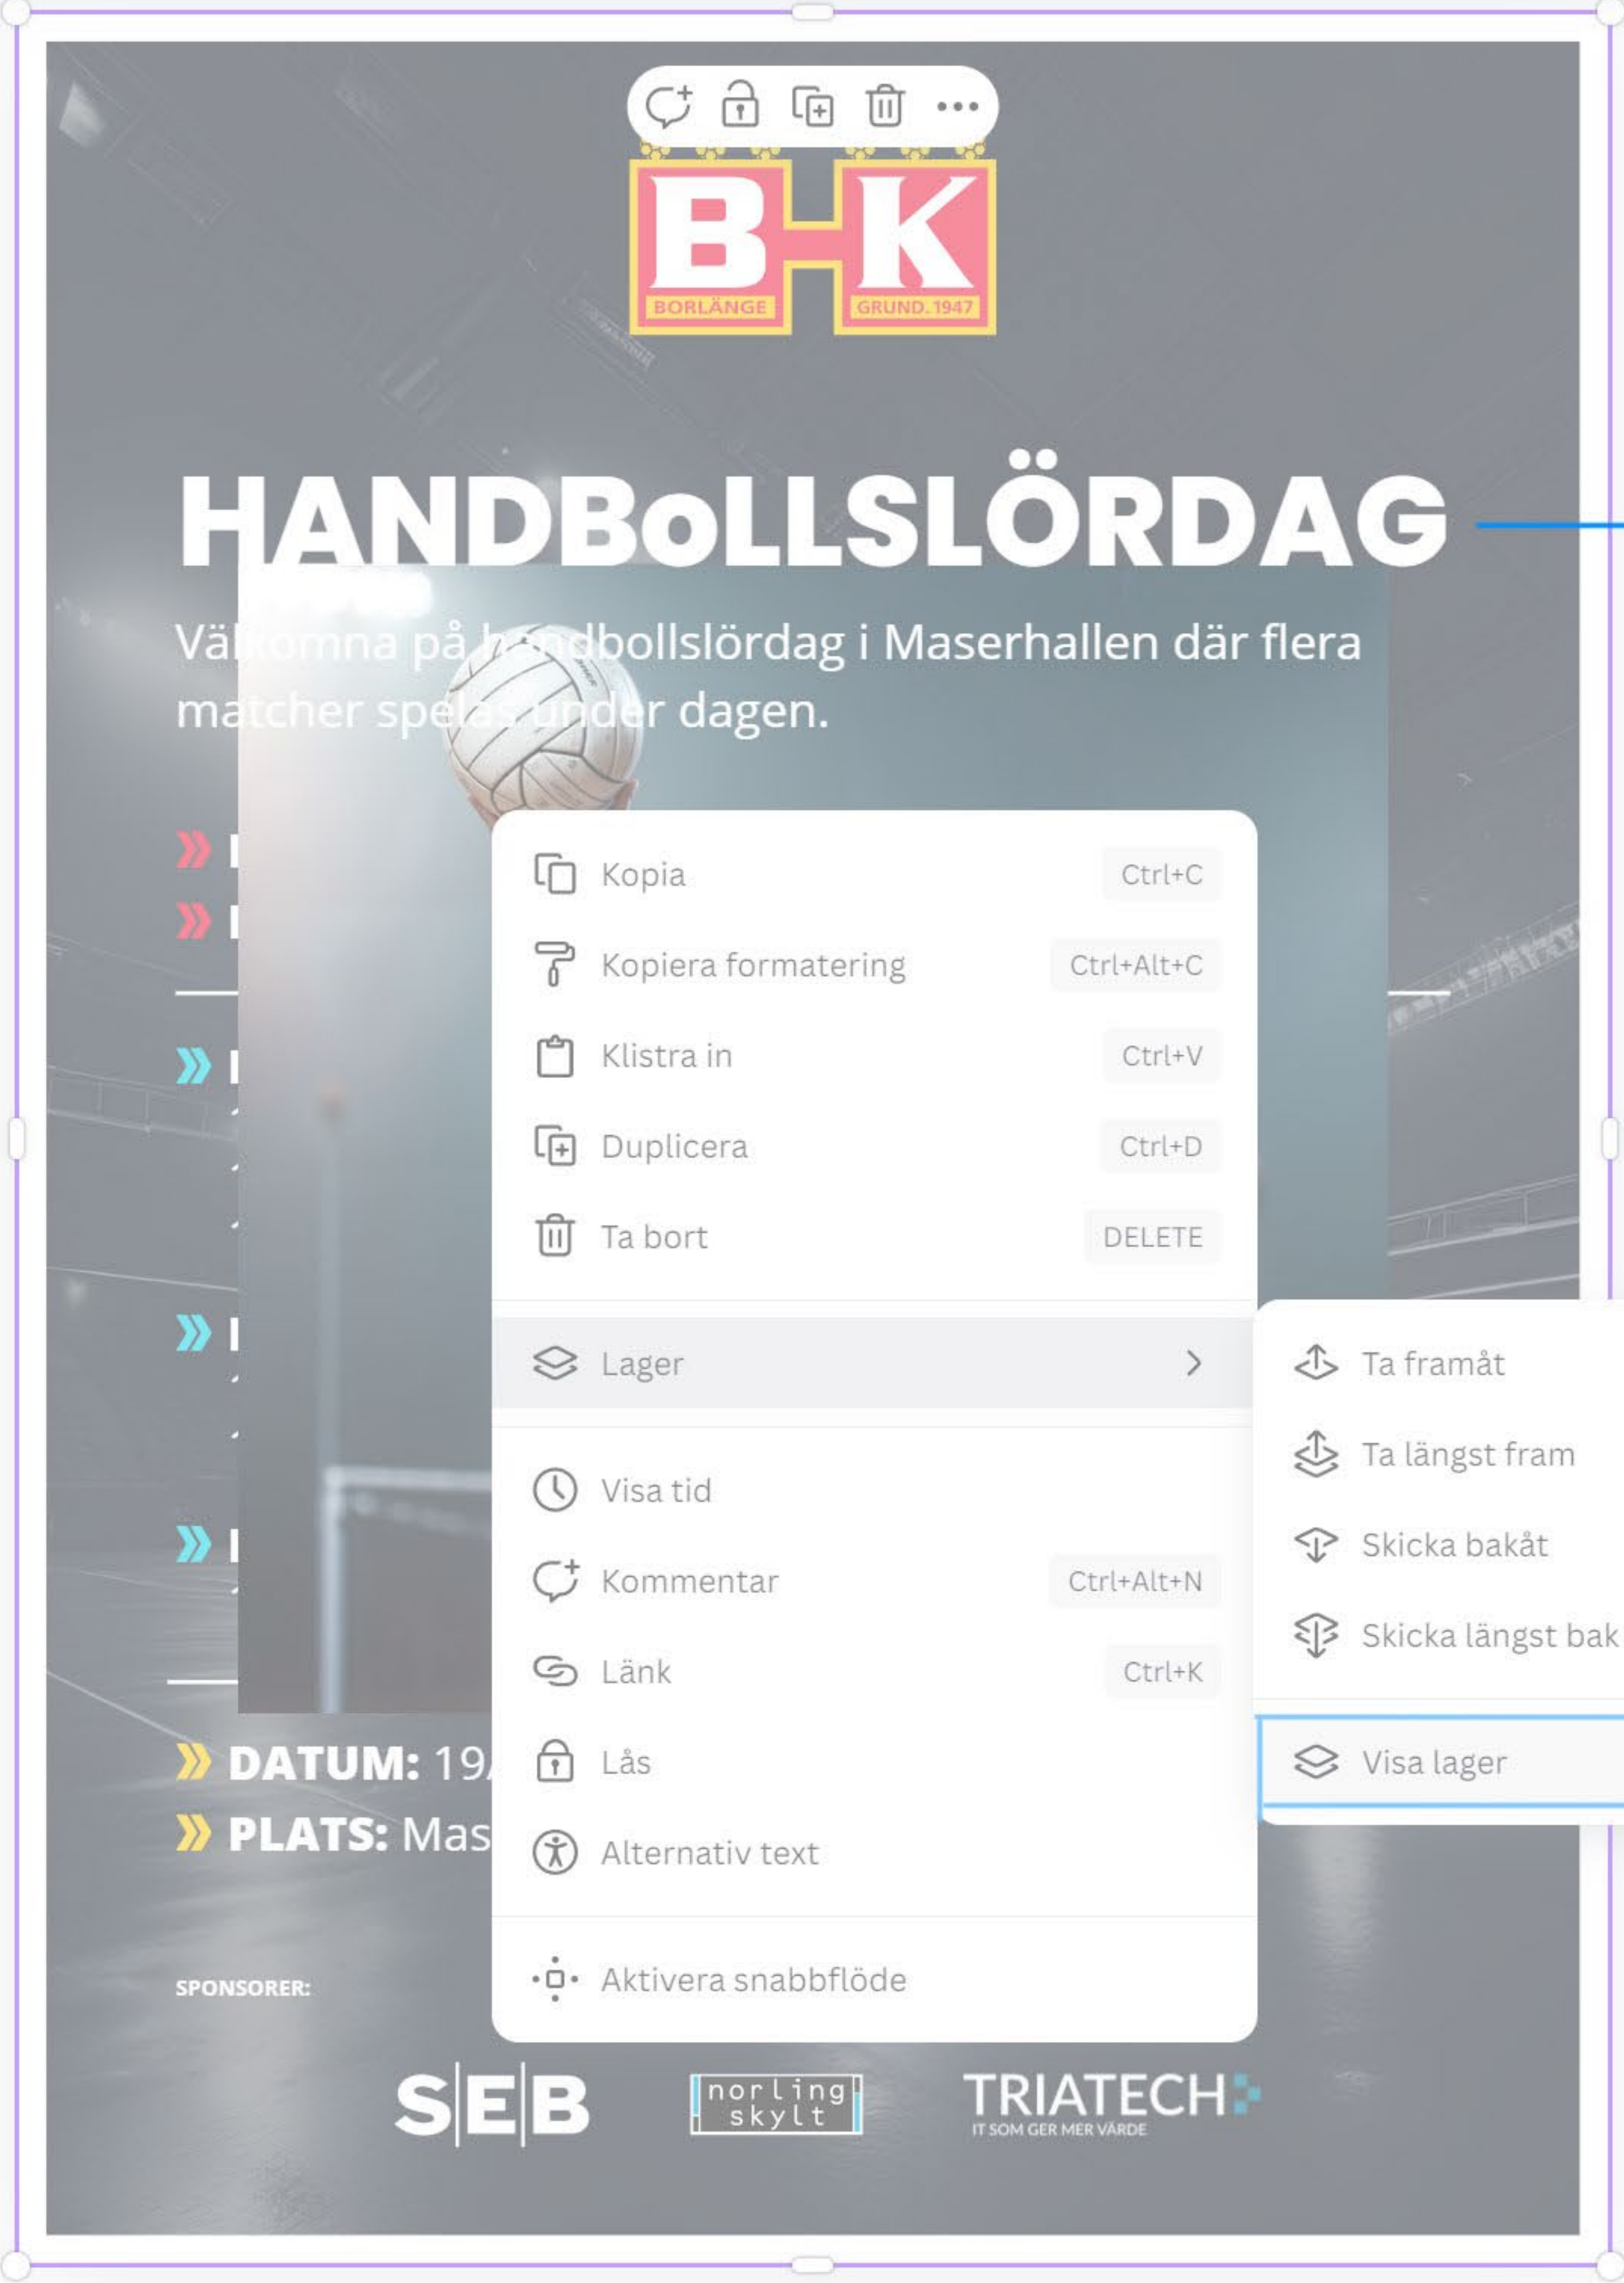 B K
BORLÄNGE GRUND. 1947
HANDBoLLSLÖRDAG
Välkomna på handbollslördag i Maserhallen där flera
matcher spelas under dagen.
Kopia Ctrl+C
Kopiera formatering Ctrl+Alt+C
Klistra in Ctrl+V
Duplicera Ctrl+D
Ta bort DELETE
Lager
Ta framåt
Ta längst fram
Skicka bakåt
Skicka längst bak
Visa lager
Visa tid
Kommentar Ctrl+Alt+N
Länk Ctrl+K
Lås
Alternativ text
Aktivera snabbflöde
DATUM: 19/
PLATS: Mas
SPONSORER:
SEB
norling
skylt
TRIATECH
IT SOM GER MER VÄRDE